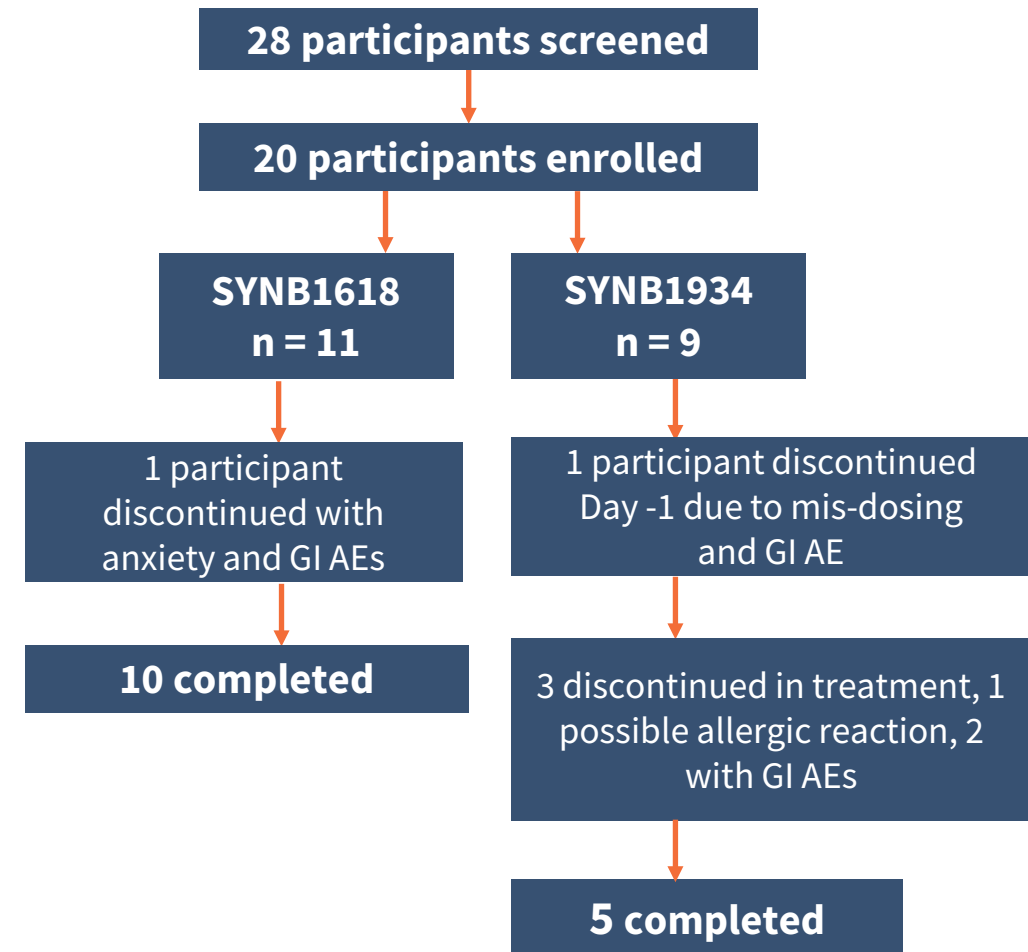 28 participants screened
20 participants enrolled
SYNB1618
n = 11
SYNB1934
n = 9
1 participant
discontinued with
anxiety and GI AEs
10 completed
1 participant discontinued
Day -1 due to mis-dosing
and GI AE
3 discontinued in treatment, 1
possible allergic reaction, 2
with GI AEs
5 completed